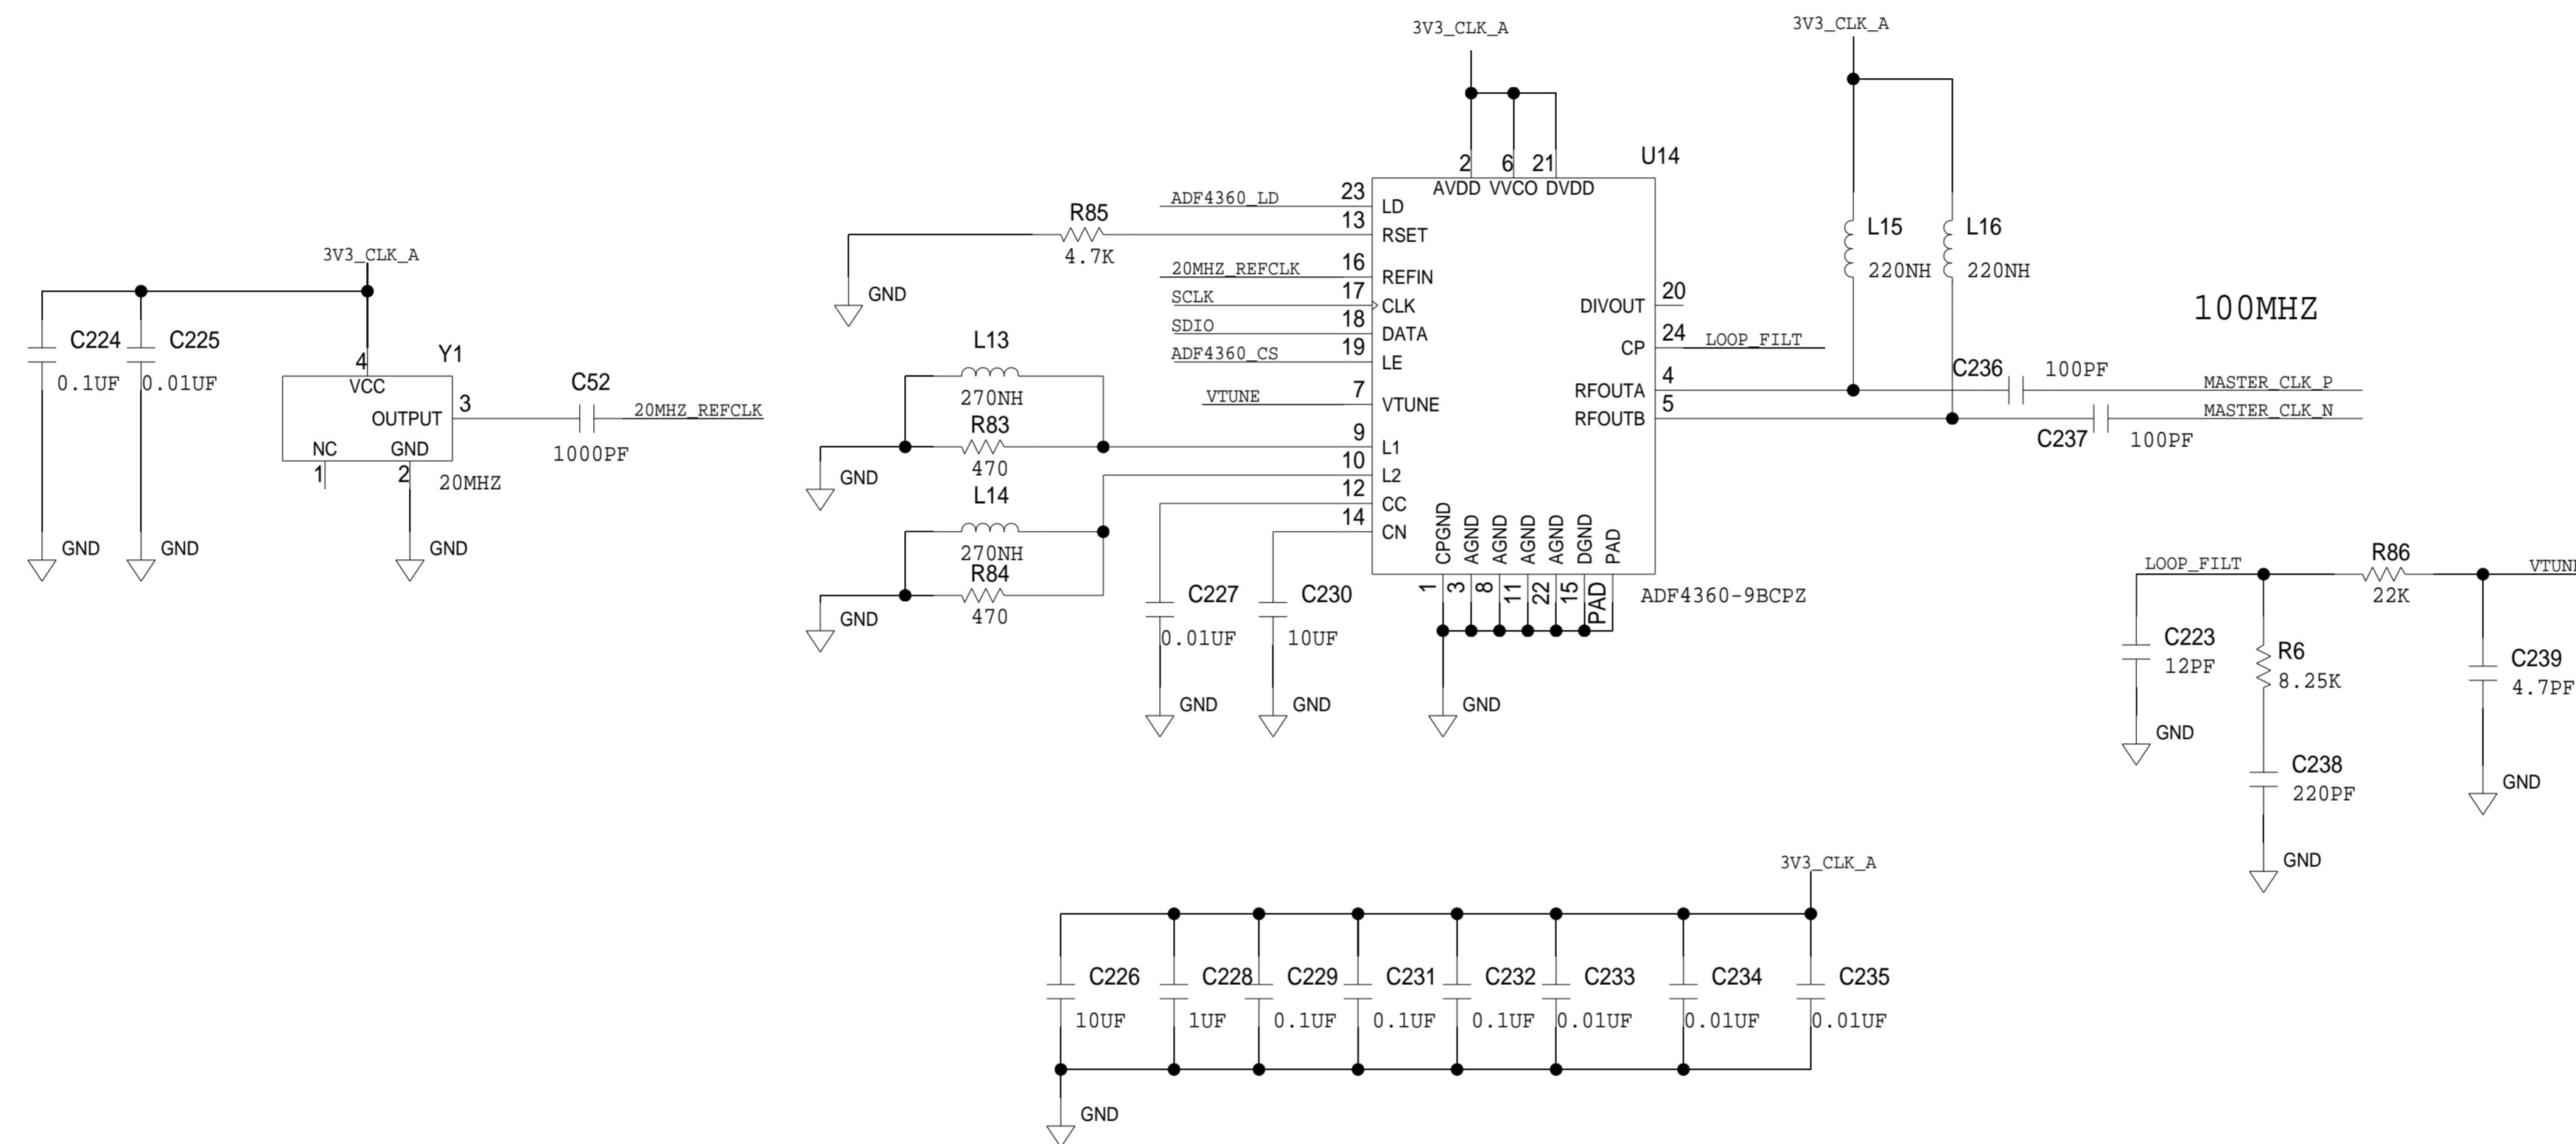 3V3_CLK_A
C224
0.1UF
C225
0.01UF
4
VCC
Y1
OUTPUT
3
NC
GND
1
2
20MHZ
GND
GND
GND
C52
1000PF
20MHZ_REFCLK
3V3_CLK_A
2
6
21
U14
AVDD
VVCO
DVDD
ADF4360_LD
23
LD
R85
4.7K
13
RSET
GND
20MHZ_REFCLK
16
REFIN
SCLK
17
CLK
SDIO
18
DATA
ADF4360_CS
19
LE
VTUNE
7
VTUNE
L13
270NH
R83
470
GND
9
L1
10
L2
12
CC
14
CN
L14
270NH
R84
470
GND
C227
0.01UF
GND
C230
10UF
GND
DIVOUT
20
CP
24
LOOP_FILT
RFOUTA
4
RFOUTB
5
CPGND
AGND
AGND
AGND
AGND
DGND
PAD
1
3
8
11
22
15
PAD
ADF4360-9BCPZ
GND
3V3_CLK_A
L15
220NH
L16
220NH
100MHZ
C236
100PF
MASTER_CLK_P
MASTER_CLK_N
C237
100PF
LOOP_FILT
R86
22K
C223
12PF
GND
R6
8.25K
C238
220PF
GND
C239
4.7PF
GND
3V3_CLK_A
C226
10UF
C228
1UF
C229
0.1UF
C231
0.1UF
C232
0.1UF
C233
0.01UF
C234
0.01UF
C235
0.01UF
GND